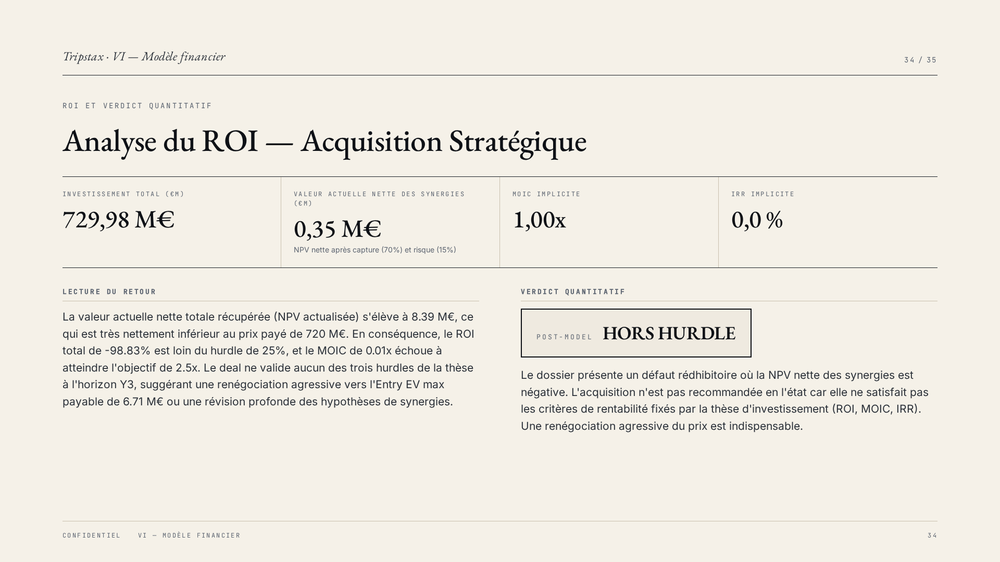 Tripstax · VI — Modèle financier
34 / 35
ROI ET VERDICT QUANTITATIF
Analyse du ROI — Acquisition Stratégique
INVESTISSEMENT TOTAL (€M)
729,98 M€
VALEUR ACTUELLE NETTE DES SYNERGIES
(€M)
0,35 M€
NPV nette après capture (70%) et risque (15%)
MOIC IMPLICITE
1,00x
IRR IMPLICITE
0,0 %
LECTURE DU RETOUR
La valeur actuelle nette totale récupérée (NPV actualisée) s'élève à 8.39 M€, ce
qui est très nettement inférieur au prix payé de 720 M€. En conséquence, le ROI
total de -98.83% est loin du hurdle de 25%, et le MOIC de 0.01x échoue à
atteindre l'objectif de 2.5x. Le deal ne valide aucun des trois hurdles de la thèse
à l'horizon Y3, suggérant une renégociation agressive vers l'Entry EV max
payable de 6.71 M€ ou une révision profonde des hypothèses de synergies.
VERDICT QUANTITATIF
POST-MODEL HORS HURDLE
Le dossier présente un défaut rédhibitoire où la NPV nette des synergies est
négative. L'acquisition n'est pas recommandée en l'état car elle ne satisfait pas
les critères de rentabilité fixés par la thèse d'investissement (ROI, MOIC, IRR).
Une renégociation agressive du prix est indispensable.
CONFIDENTIEL VI — MODÈLE FINANCIER
34